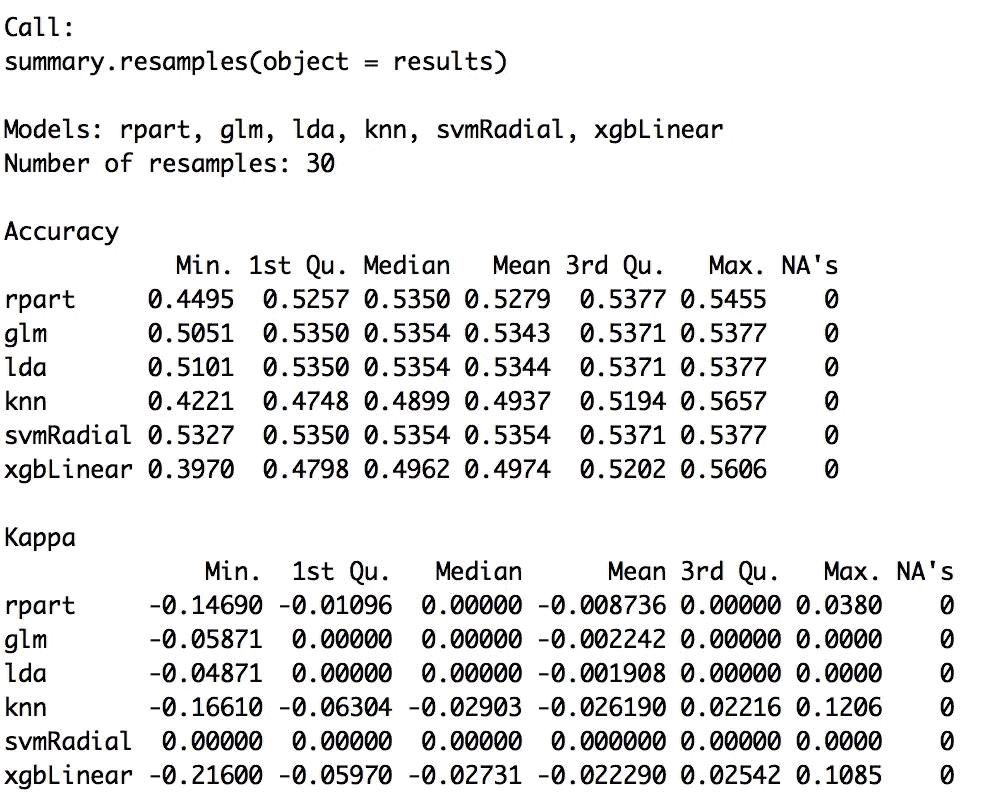 Call:
summary.resamples(object = results)
Models: rpart, glm, lda, knn, svmRadial, xgbLinear
Number of resamples: 30
Accuracy
Min. 1st Qu. Median Mean 3rd Qu. Max. NA's
rpart 0.4495 0.5257 0.5350 0.5279 0.5377 0.5455 0
glm 0.5051 0.5350 0.5354 0.5343 0.5371 0.5377 0
lda 0.5101 0.5350 0.5354 0.5344 0.5371 0.5377 0
knn 0.4221 0.4748 0.4899 0.4937 0.5194 0.5657 0
svmRadial 0.5327 0.5350 0.5354 0.5354 0.5371 0.5377 0
xgbLinear 0.3970 0.4798 0.4962 0.4974 0.5202 0.5606 0
Kappa
Min. 1st Qu. Median Mean 3rd Qu. Max. NA's
rpart -0.14690 -0.01096 0.00000 -0.008736 0.00000 0.0380 0
glm -0.05871 0.00000 0.00000 -0.002242 0.00000 0.0000 0
lda -0.04871 0.00000 0.00000 -0.001908 0.00000 0.0000 0
knn -0.16610 -0.06304 -0.02903 -0.026190 0.02216 0.1206 0
svmRadial 0.00000 0.00000 0.00000 0.000000 0.00000 0.0000 0
xgbLinear -0.21600 -0.05970 -0.02731 -0.022290 0.02542 0.1085 0